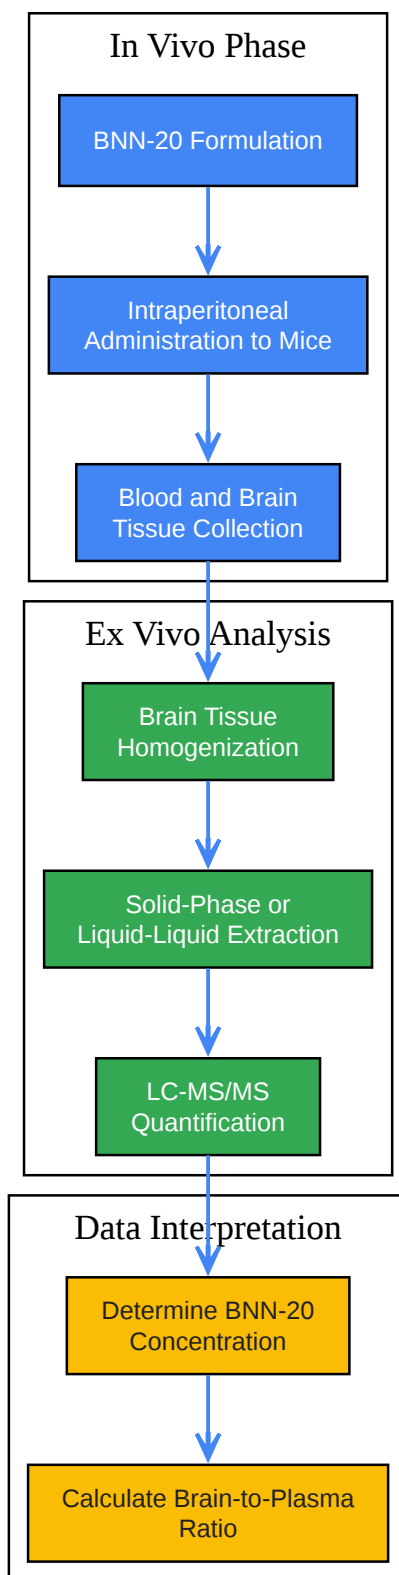 In Vivo Phase
BNN-20 Formulation
Intraperitoneal
Administration to Mice
Blood and Brain
Tissue Collection
Ex Vivo Analysis
Brain Tissue
Homogenization
Solid-Phase or
Liquid-Liquid Extraction
LC-MS/MS
Quantification
Data Interpretation
Determine BNN-20
Concentration
Calculate Brain-to-Plasma
Ratio